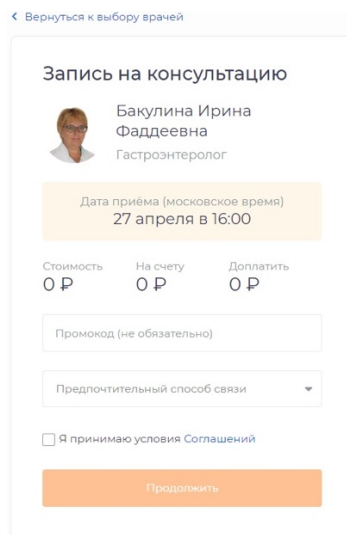 Вернуться к выбору врачей
Запись на консультацию
Бакулина Ирина
Фаддеевна
Гастроэнтеролог
Дата приёма (московское время)
27 апреля в 16:00
Стоимость На счету Доплатить
0 ₽ 0 ₽ 0 ₽
Промокод (не обязательно)
Предпочтительный способ связи
Я принимаю условия Соглашений
Продолжить